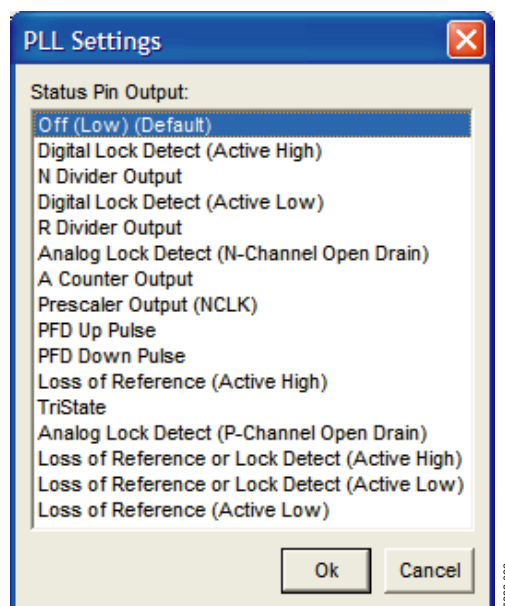 PLL Settings
Status Pin Output:
Off (Low) (Default)
Digital Lock Detect (Active High)
N Divider Output
Digital Lock Detect (Active Low)
R Divider Output
Analog Lock Detect (N-Channel Open Drain)
A Counter Output
Prescaler Output (NCLK)
PFD Up Pulse
PFD Down Pulse
Loss of Reference (Active High)
TriState
Analog Lock Detect (P-Channel Open Drain)
Loss of Reference or Lock Detect (Active High)
Loss of Reference or Lock Detect (Active Low)
Loss of Reference (Active Low)
Ok
Cancel